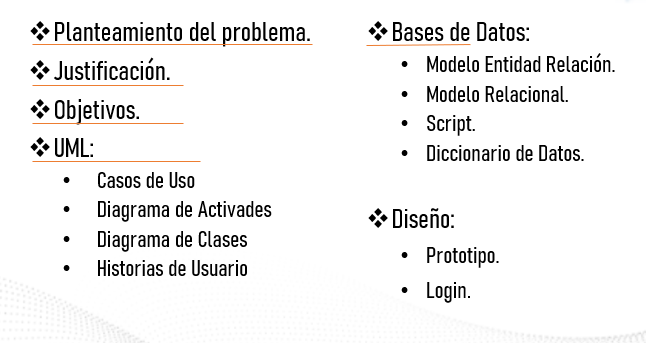 ❖ Planteamiento del problema.
❖ Justificación.
❖ Objetivos.
❖ UML:
• Casos de Uso
• Diagrama de Activades
• Diagrama de Clases
• Historias de Usuario
❖ Bases de Datos:
• Modelo Entidad Relación.
• Modelo Relacional.
• Script.
• Diccionario de Datos.
❖ Diseño:
• Prototipo.
• Login.